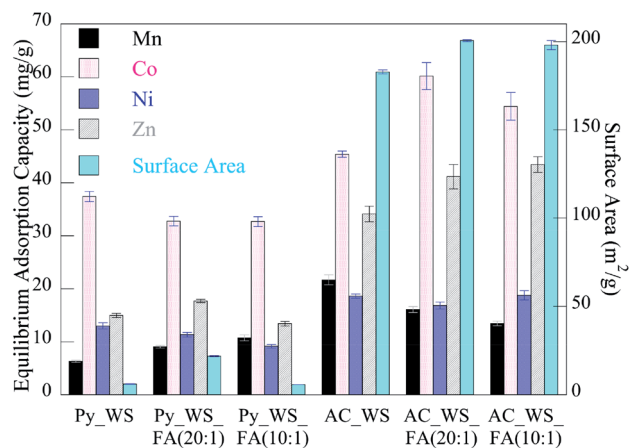 70
60
50
40
30
20
10
0
Equilibrium Adsorption Capacity (mg/g)
Mn
Co
Ni
Zn
Surface Area
200
150
100
50
0
Surface Area (m²/g)
Py_WS
Py_WS_
FA(20:1)
Py_WS_
FA(10:1)
AC_WS
AC_WS_
FA(20:1)
AC_WS_
FA(10:1)